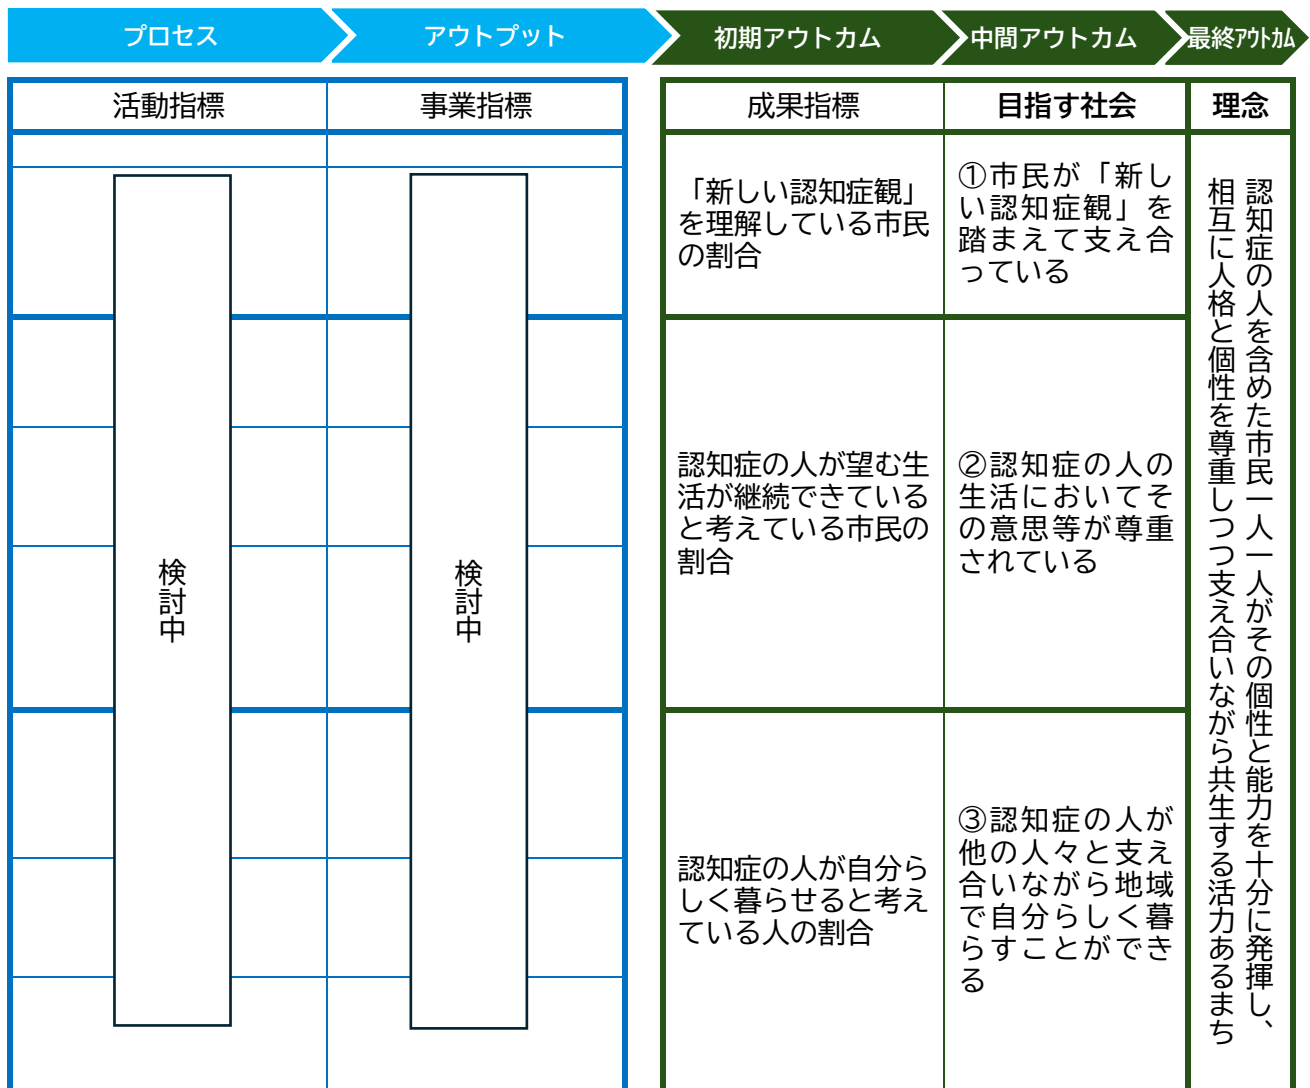 プロセス
アウトプット
初期アウトカム
中間アウトカム
最終アウトカム
活動指標
事業指標
成果指標
目指す社会
理念
検討中
検討中
「新しい認知症観」
を理解している市民
の割合
①市民が「新し
い認知症観」を
踏まえて支え合
っている
認知症の人が望む生
活が継続できている
と考えている市民の
割合
②認知症の人の
生活においてそ
の意思等が尊重
されている
認知症の人が自分ら
しく暮らせると考え
ている人の割合
③認知症の人が
他の人々と支え
合いながら地域
で自分らしく暮
らすことができ
る
認知症の人を含めた市民一人一人がその個性と能力を十分に発揮し、
相互に人格と個性を尊重しつつ支え合いながら共生する活力あるまち